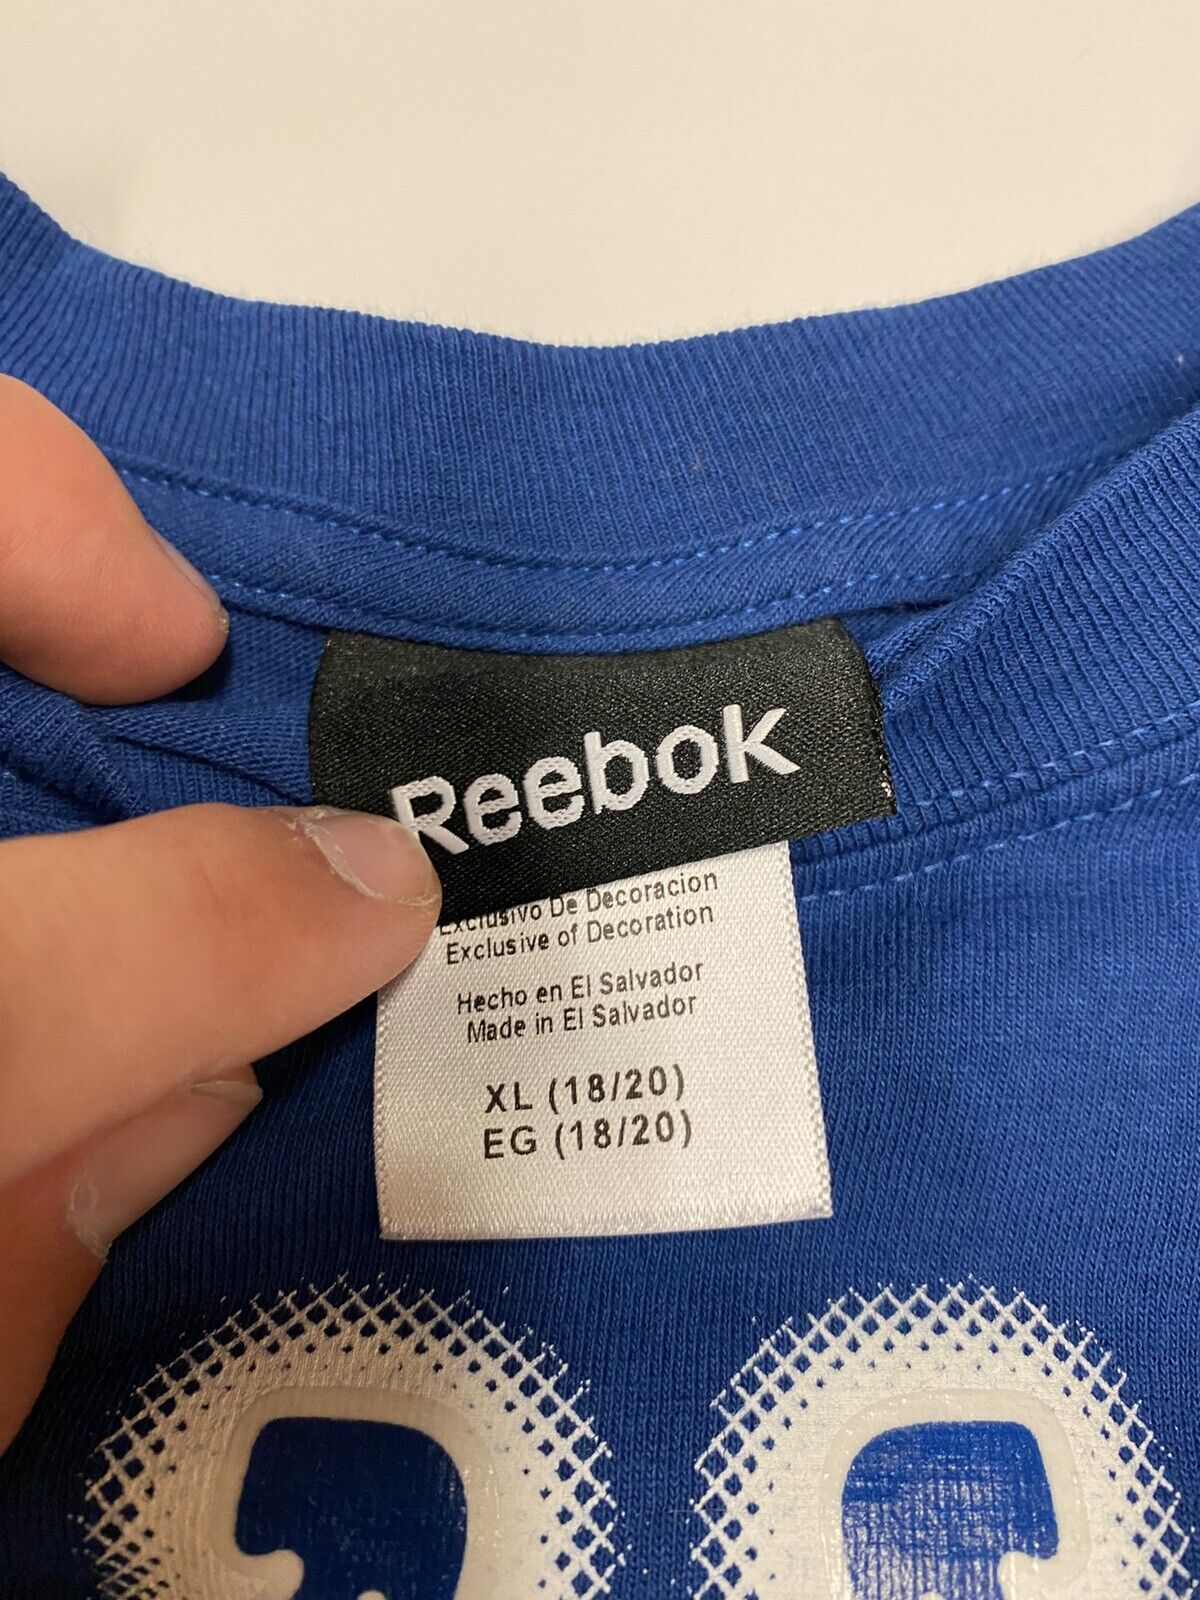 Reebok
Exclusivo De Decoracion
Exclusive of Decoration
Hecho en El Salvador
Made in El Salvador
XL (18/20)
EG (18/20)